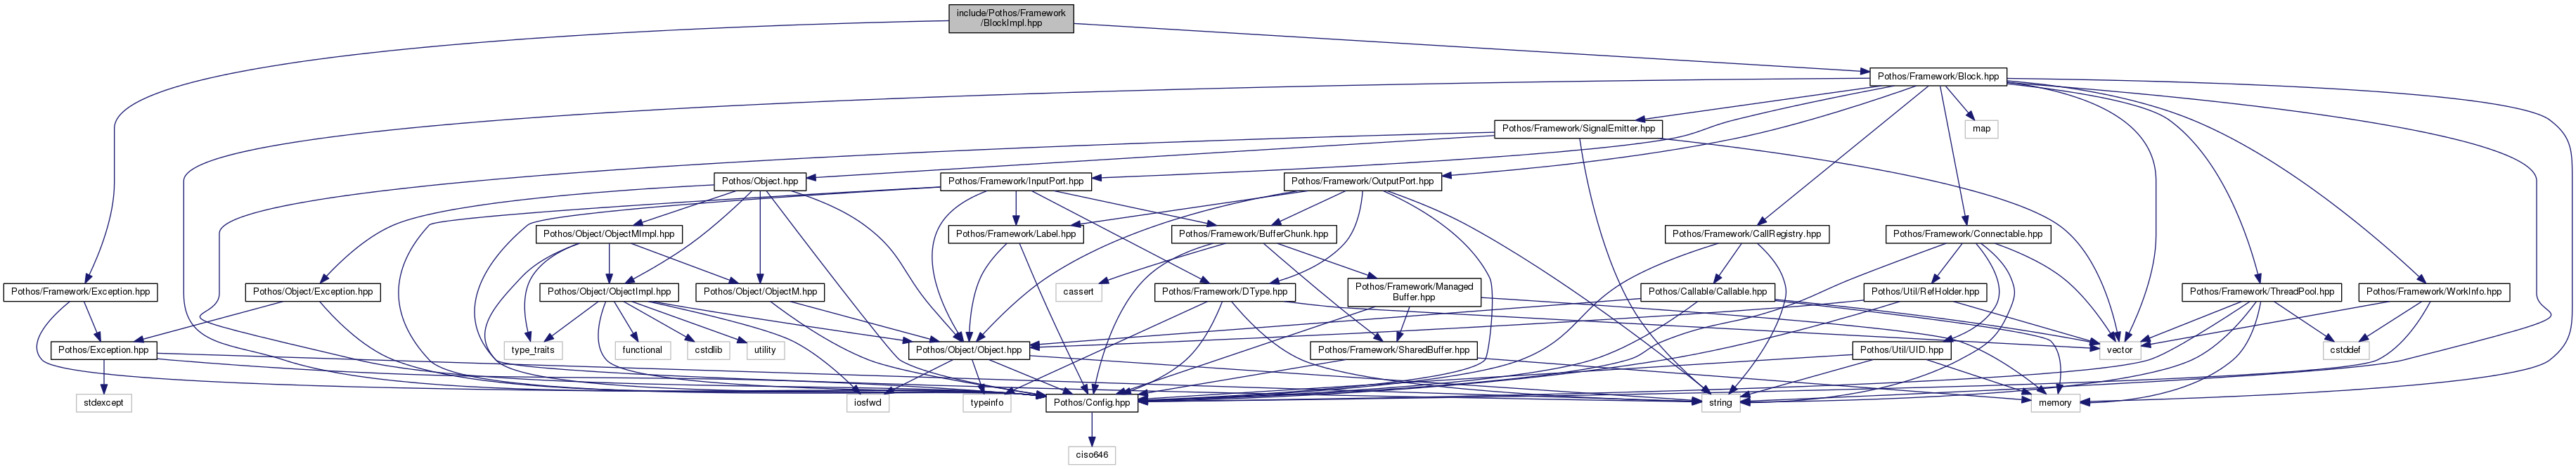 include/Pothos/Framework
/BlockImpl.hpp
Pothos/Framework/Block.hpp
Pothos/Framework/SignalEmitter.hpp
map
Pothos/Object.hpp
Pothos/Framework/InputPort.hpp
Pothos/Framework/OutputPort.hpp
Pothos/Object/ObjectMImpl.hpp
Pothos/Framework/Label.hpp
Pothos/Framework/BufferChunk.hpp
Pothos/Framework/CallRegistry.hpp
Pothos/Framework/Connectable.hpp
Pothos/Framework/Exception.hpp
Pothos/Object/Exception.hpp
Pothos/Object/ObjectImpl.hpp
Pothos/Object/ObjectM.hpp
cassert
Pothos/Framework/DType.hpp
Pothos/Framework/Managed
Buffer.hpp
Pothos/Callable/Callable.hpp
Pothos/Util/RefHolder.hpp
Pothos/Framework/ThreadPool.hpp
Pothos/Framework/WorkInfo.hpp
Pothos/Exception.hpp
type_traits
functional
cstdlib
utility
Pothos/Object/Object.hpp
Pothos/Framework/SharedBuffer.hpp
Pothos/Util/UID.hpp
vector
cstddef
stdexcept
iosfwd
typeinfo
Pothos/Config.hpp
string
memory
ciso646